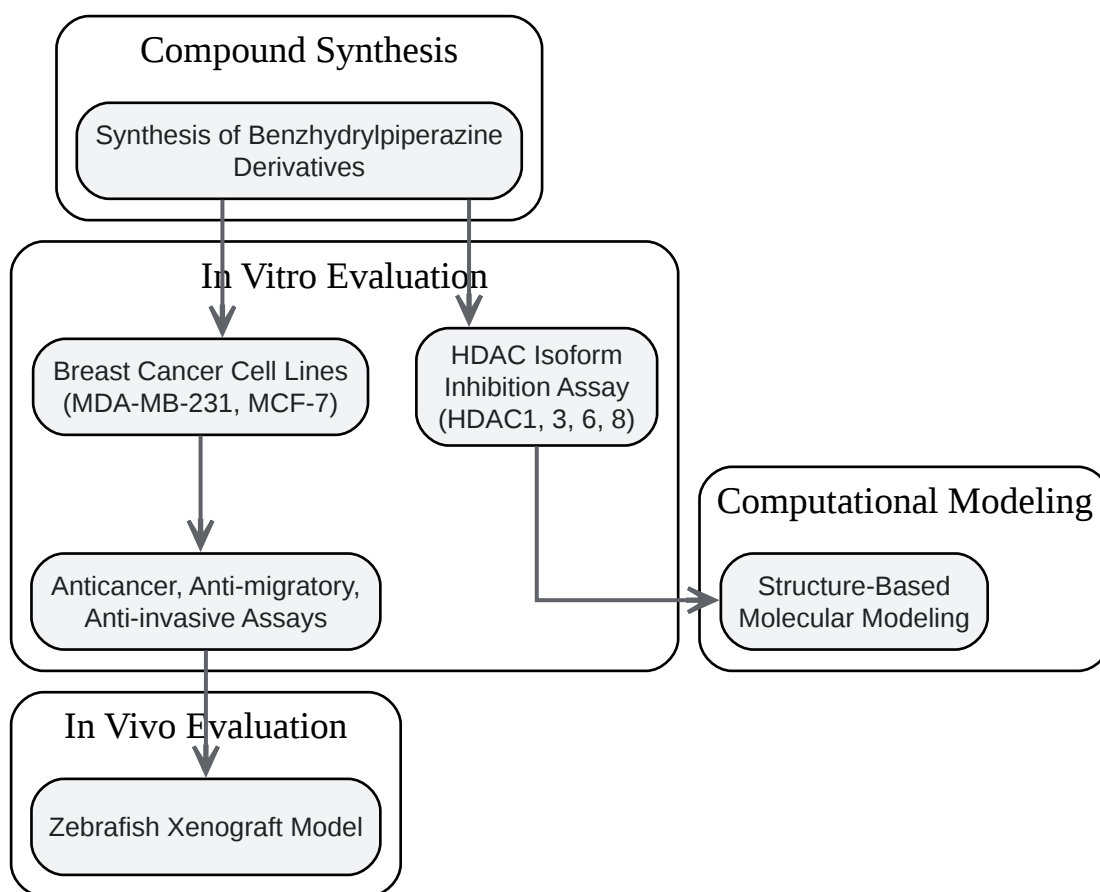 Compound Synthesis
Synthesis of Benzhydrylpiperazine
Derivatives
In Vitro Evaluation
Breast Cancer Cell Lines
(MDA-MB-231, MCF-7)
HDAC Isoform
Inhibition Assay
(HDAC1, 3, 6, 8)
Anticancer, Anti-migratory,
Anti-invasive Assays
Computational Modeling
Structure-Based
Molecular Modeling
In Vivo Evaluation
Zebrafish Xenograft Model